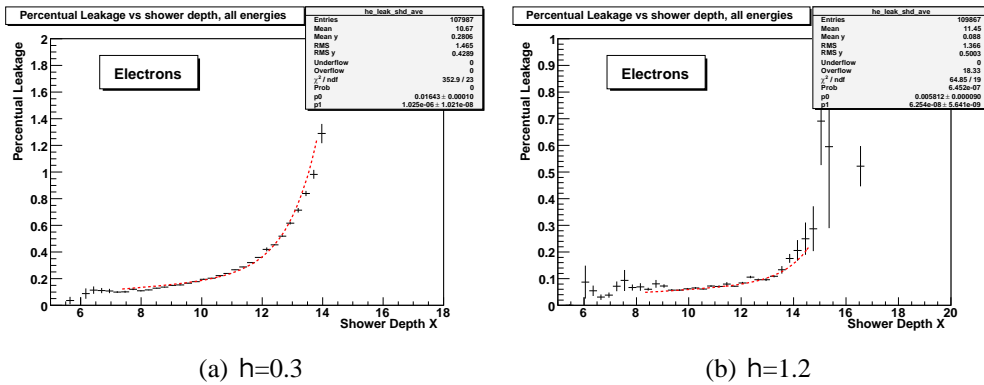 Percentual Leakage vs shower depth, all energies
he_leak_shd_ave
Entries 107987
Mean 10.67
Mean y 0.2806
RMS 1.465
RMS y 0.4289
Underflow 0
Overflow 0
χ² / ndf 352.9 / 23
Prob 0
p0 0.01643 ± 0.00010
p1 1.025e-06 ± 1.021e-08
Electrons
Percentual Leakage
2
1.8
1.6
1.4
1.2
1
0.8
0.6
0.4
0.2
0
6 8 10 12 14 16 18
Shower Depth X
(a) h=0.3
Percentual Leakage vs shower depth, all energies
he_leak_shd_ave
Entries 109867
Mean 11.45
Mean y 0.088
RMS 1.366
RMS y 0.5003
Underflow 0
Overflow 18.33
χ² / ndf 64.85 / 19
Prob 6.452e-07
p0 0.005812 ± 0.000090
p1 6.254e-08 ± 5.641e-09
Electrons
Percentual Leakage
1
0.9
0.8
0.7
0.6
0.5
0.4
0.3
0.2
0.1
0
6 8 10 12 14 16 18 20
Shower Depth X
(b) h=1.2